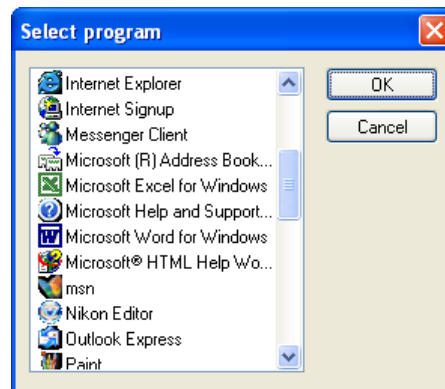 Select program
Internet Explorer
Internet Signup
Messenger Client
Microsoft (R) Address Book...
Microsoft Excel for Windows
Microsoft Help and Support...
Microsoft Word for Windows
Microsoft® HTML Help Wo...
msn
Nikon Editor
Outlook Express
Paint
OK
Cancel